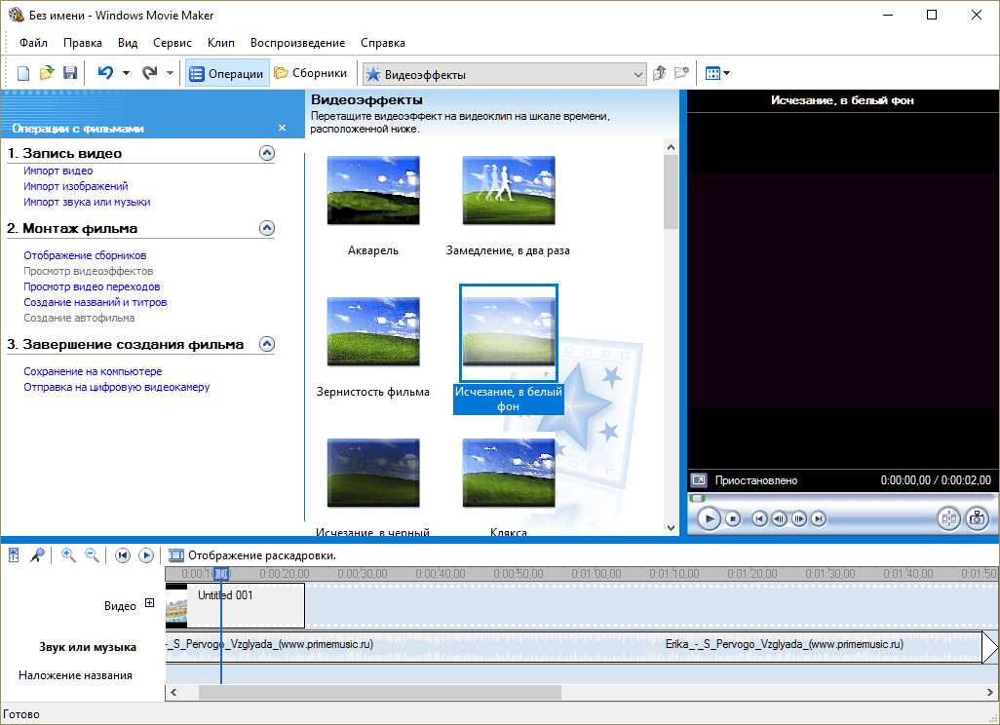 Без имени - Windows Movie Maker
Файл Правка Вид Сервис Клип Воспроизведение Справка
Операции Сборники Видеоэффекты
Операции с фильмами
1. Запись видео
Импорт видео
Импорт изображений
Импорт звука или музыки
2. Монтаж фильма
Отображение сборников
Просмотр видеоэффектов
Просмотр видео переходов
Создание названий и титров
Создание автофильма
3. Завершение создания фильма
Сохранение на компьютере
Отправка на цифровую видеокамеру
Видеоэффекты
Перетащите видеоэффект на видеоклип на шкале времени,
расположенной ниже.
Акварель Замедление, в два раза
Зернистость фильма Исчезание, в белый
фон
Исчезание, в черный Клякса
Исчезание, в белый фон
Приостановлено 0:00:00,00 / 0:00:02,00
Отображение раскадровки.
0:00:10 00:20,00 0:00:30,00 0:00:40,00 0:00:50,00 0:01:00,00 0:01:10,00 0:01:20,00 0:01:30,00 0:01:40,00 0:01:50
Видео Untitled 001
Звук или музыка -_S_Pervogo_Vzglyada_(www.primemusic.ru) Erika_-_S_Pervogo_Vzglyada_(www.primemusic.ru)
Наложение названия
Готово